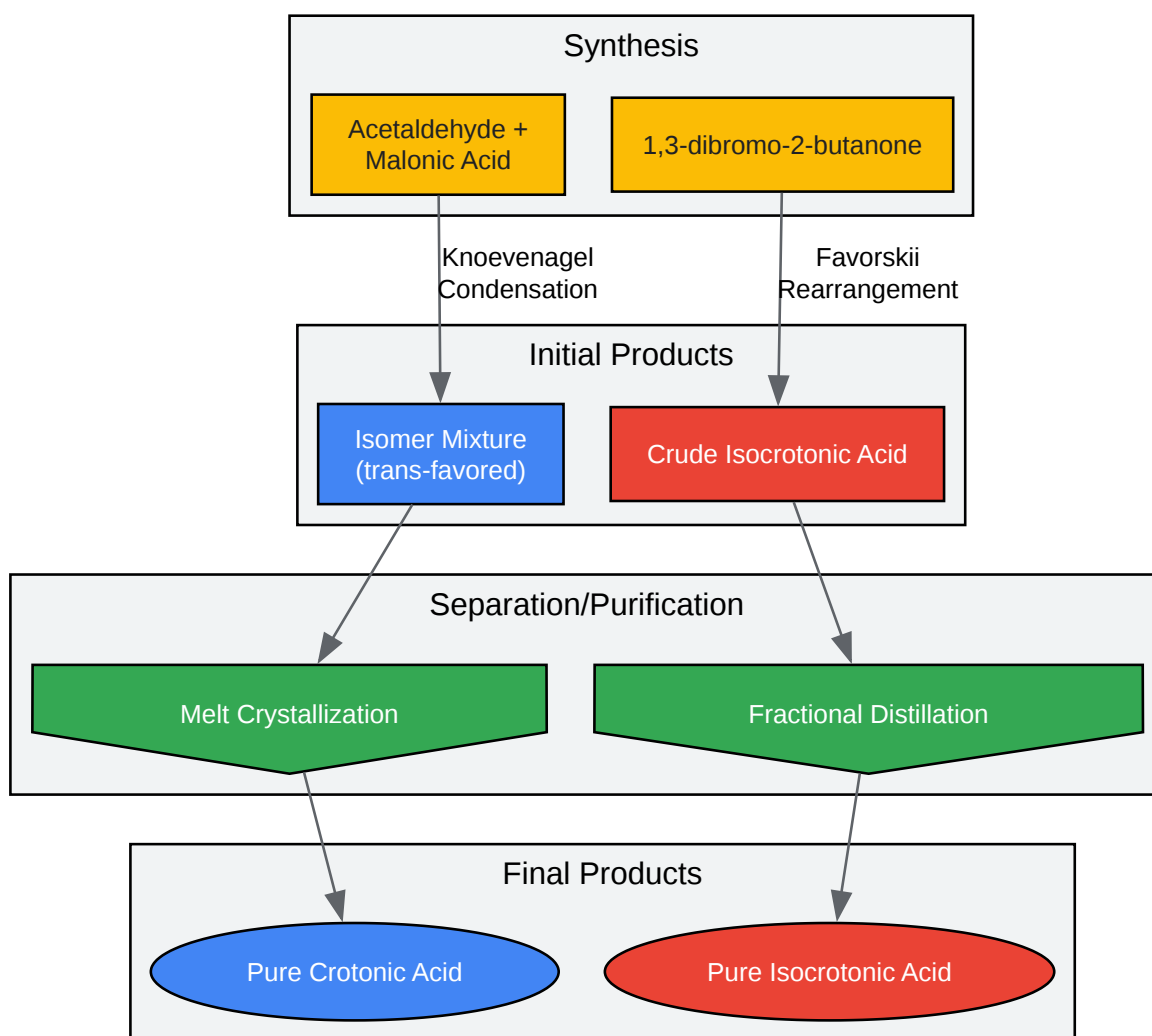 Synthesis
Acetaldehyde +
Malonic Acid
1,3-dibromo-2-butanone
Knoevenagel
Condensation
Favorskii
Rearrangement
Initial Products
Isomer Mixture
(trans-favored)
Crude Isocrotonic Acid
Separation/Purification
Melt Crystallization
Fractional Distillation
Final Products
Pure Crotonic Acid
Pure Isocrotonic Acid